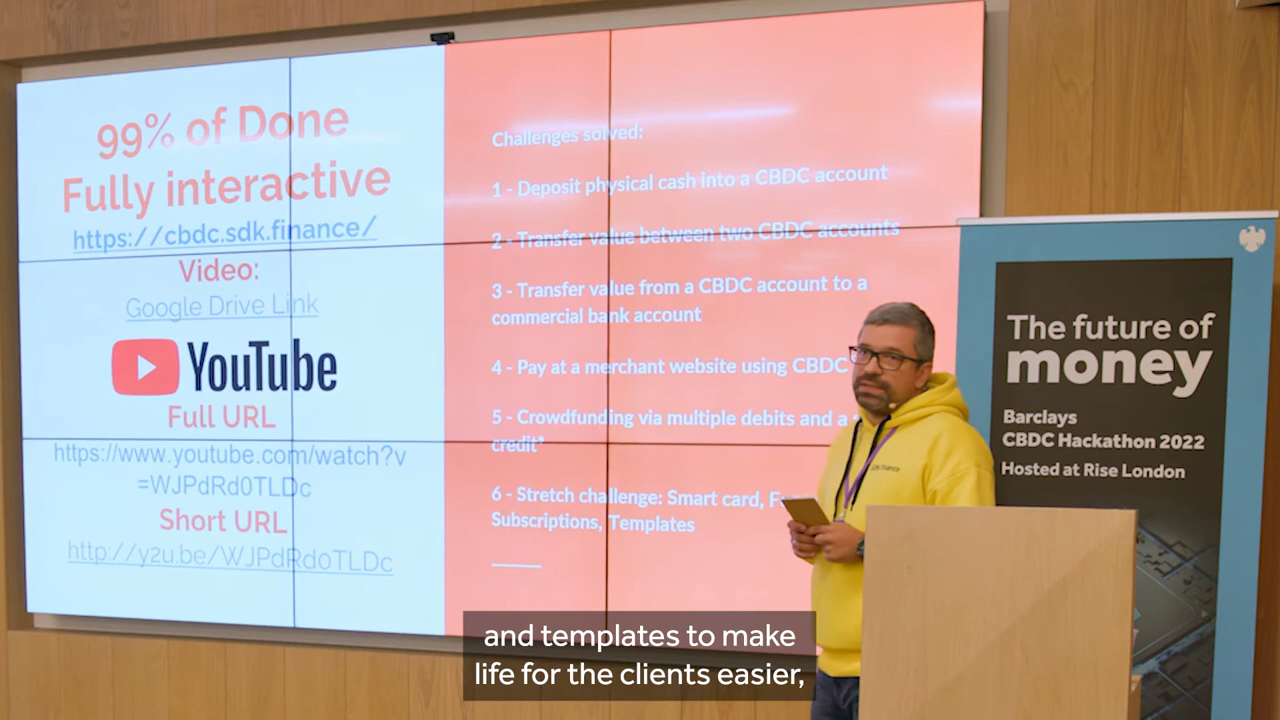 99% of Done
Fully interactive
https://cbdc.sdk.finance/
Video:
Google Drive Link
YouTube
Full URL
https://www.youtube.com/watch?v
=WJPdRd0TLDc
Short URL
http://y2u.be/WJPdRd0TLDc
Challenges solved:
1 - Deposit physical cash into a CBDC account
2 - Transfer value between two CBDC accounts
3 - Transfer value from a CBDC account to a
commercial bank account
4 - Pay at a merchant website using CBDC
5 - Crowdfunding via multiple debits and a
credit*
6 - Stretch challenge: Smart card,
Subscriptions, Templates
The future of
money
Barclays
CBDC Hackathon 2022
Hosted at Rise London
and templates to make
life for the clients easier,